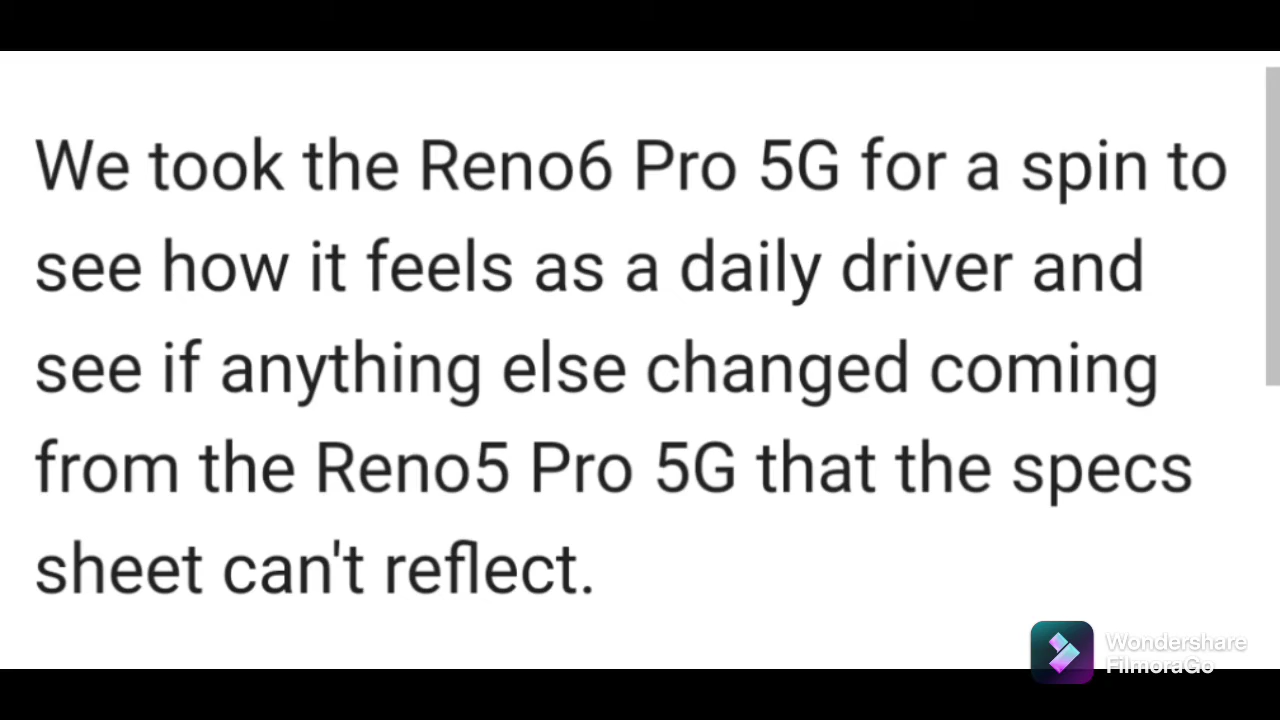 We took the Reno6 Pro 5G for a spin to
see how it feels as a daily driver and
see if anything else changed coming
from the Reno5 Pro 5G that the specs
sheet can't reflect.
Wondershare
FilmoraGo